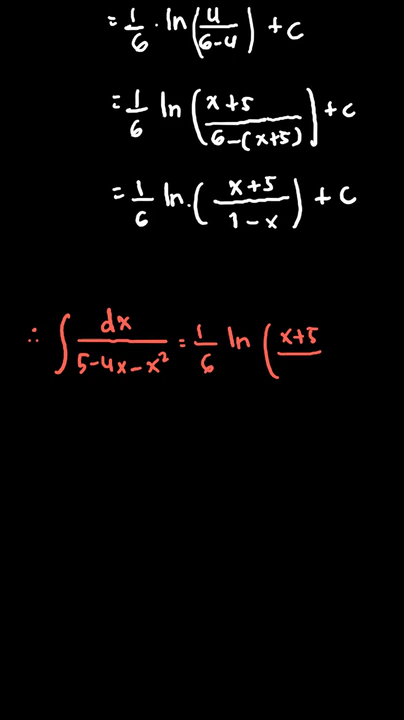 = 1/6 · ln (u/(6-u)) + c
= 1/6 ln ((x+5)/(6-(x+5))] + c
= 1/6 ln. ((x+5)/(1-x)) + c
∴ ∫ dx/(5-4x-x²) = 1/6 ln ((x+5)/